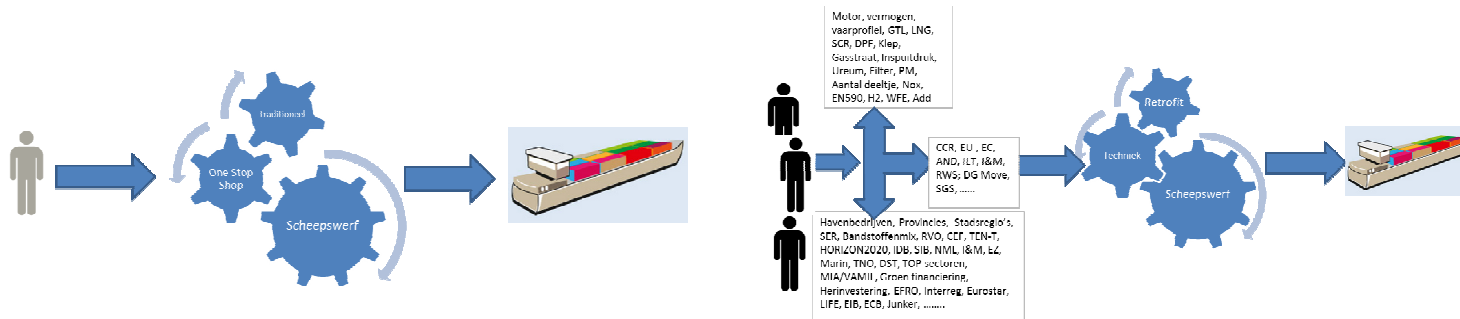 Traditioneel
One Stop
Shop
Scheepswerf
Motor, vermogen,
vaarprofiel, GTL, LNG,
SCR, DPF, Klep,
Gasstraat, Inspuitdruk,
Ureum, Filter, PM,
Aantal deeltje, Nox,
EN590, H2, WFE, Add
CCR, EU , EC,
AND, ILT, I&M,
RWS; DG Move,
SGS, ......
Havenbedrijven, Provincies, Stadsregio's,
SER, Bandstoffenmix, RVO, CEF, TEN-T,
HORIZON2020, IDB, SIB, NML, I&M, EZ,
Marin, TNO, DST, TOP sectoren,
MIA/VAMIL, Groen financiering,
Herinvestering, EFRO, Interreg, Eurostar,
LIFE, EIB, ECB, Junker, ........
Retrofit
Techniek
Scheepswerf